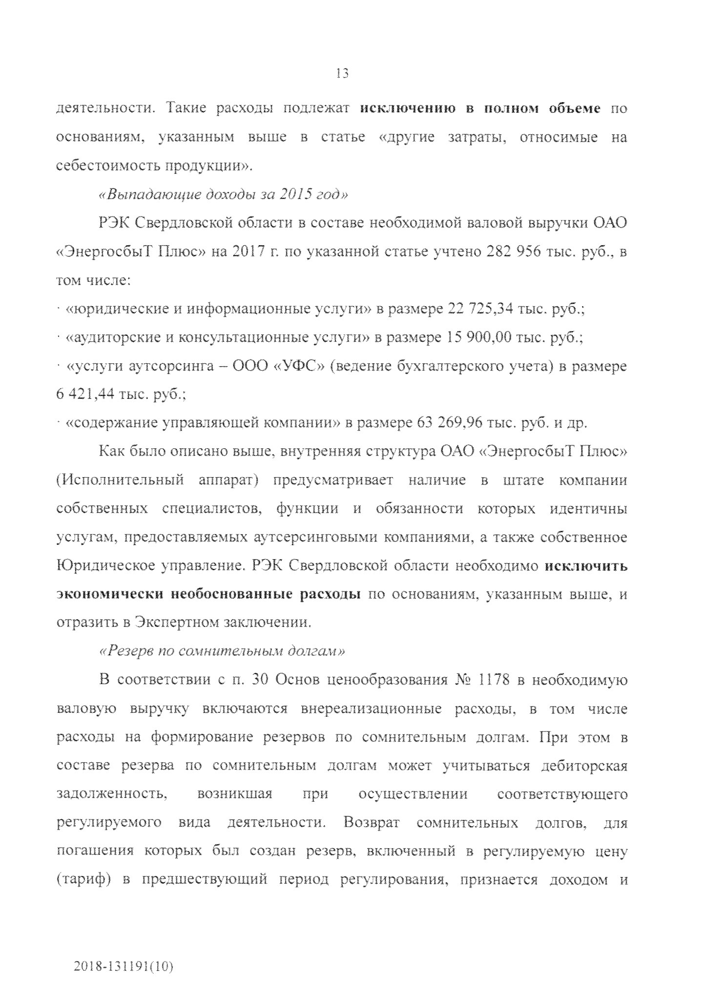 13
деятельности. Такие расходы подлежат исключению в полном объеме по
основаниям, указанным выше в статье «другие затраты, относимые на
себестоимость продукции».
«Выпадающие доходы за 2015 год»
РЭК Свердловской области в составе необходимой валовой выручки ОАО
«ЭнергосбыТ Плюс» на 2017 г. по указанной статье учтено 282 956 тыс. руб., в
том числе:
· «юридические и информационные услуги» в размере 22 725,34 тыс. руб.;
· «аудиторские и консультационные услуги» в размере 15 900,00 тыс. руб.;
· «услуги аутсорсинга – ООО «УФС» (ведение бухгалтерского учета) в размере
6 421,44 тыс. руб.;
· «содержание управляющей компании» в размере 63 269,96 тыс. руб. и др.
Как было описано выше, внутренняя структура ОАО «ЭнергосбыТ Плюс»
(Исполнительный аппарат) предусматривает наличие в штате компании
собственных специалистов, функции и обязанности которых идентичны
услугам, предоставляемых аутсерсинговыми компаниями, а также собственное
Юридическое управление. РЭК Свердловской области необходимо исключить
экономически необоснованные расходы по основаниям, указанным выше, и
отразить в Экспертном заключении.
«Резерв по сомнительным долгам»
В соответствии с п. 30 Основ ценообразования № 1178 в необходимую
валовую выручку включаются внереализационные расходы, в том числе
расходы на формирование резервов по сомнительным долгам. При этом в
составе резерва по сомнительным долгам может учитываться дебиторская
задолженность, возникшая при осуществлении соответствующего
регулируемого вида деятельности. Возврат сомнительных долгов, для
погашения которых был создан резерв, включенный в регулируемую цену
(тариф) в предшествующий период регулирования, признается доходом и
2018-131191(10)